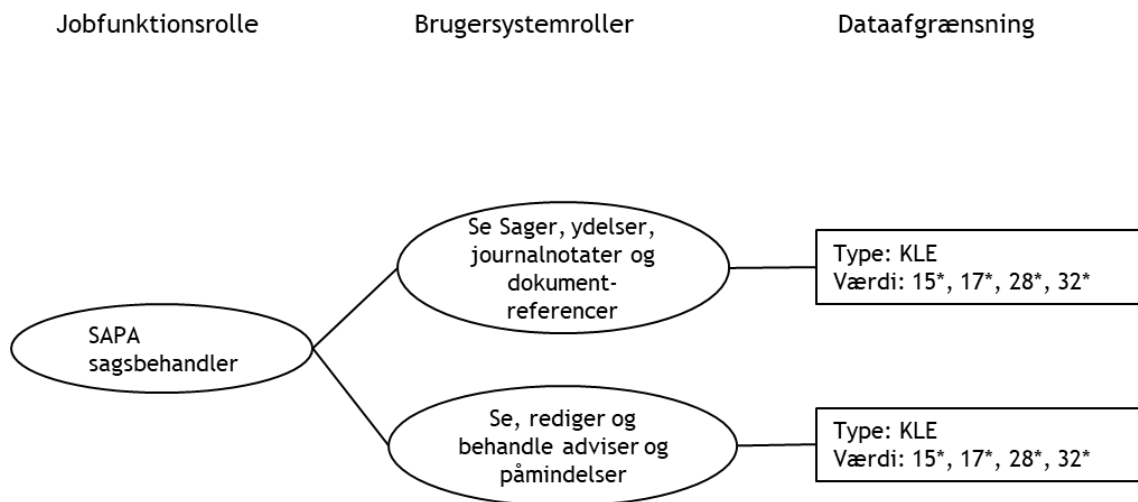 Jobfunktionsrolle
Brugersystemroller
Dataafgrænsning
Se Sager, ydelser,
journalnotater og
dokument-
referencer
Type: KLE
Værdi: 15*, 17*, 28*, 32*
SAPA
sagsbehandler
Se, rediger og
behandle adviser og
påmindelser
Type: KLE
Værdi: 15*, 17*, 28*, 32*